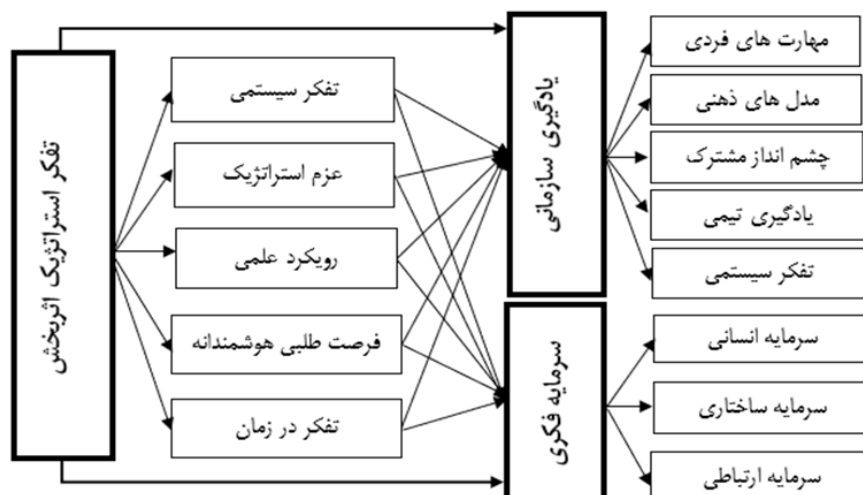 تفکر استراتژیک اثربخش
تفکر سیستمی
عزم استراتژیک
رویکرد علمی
فرصت طلبی هوشمندانه
تفکر در زمان
یادگیری سازمانی
سرمایه فکری
مهارت های فردی
مدل های ذهنی
چشم انداز مشترک
یادگیری تیمی
تفکر سیستمی
سرمایه انسانی
سرمایه ساختاری
سرمایه ارتباطی